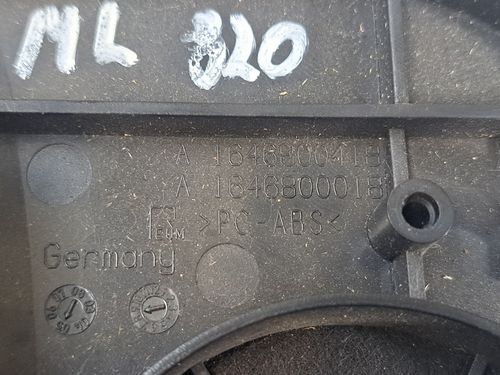 ML 320
A 1646800418
A 1646800018
>PC-ABS<
Germany